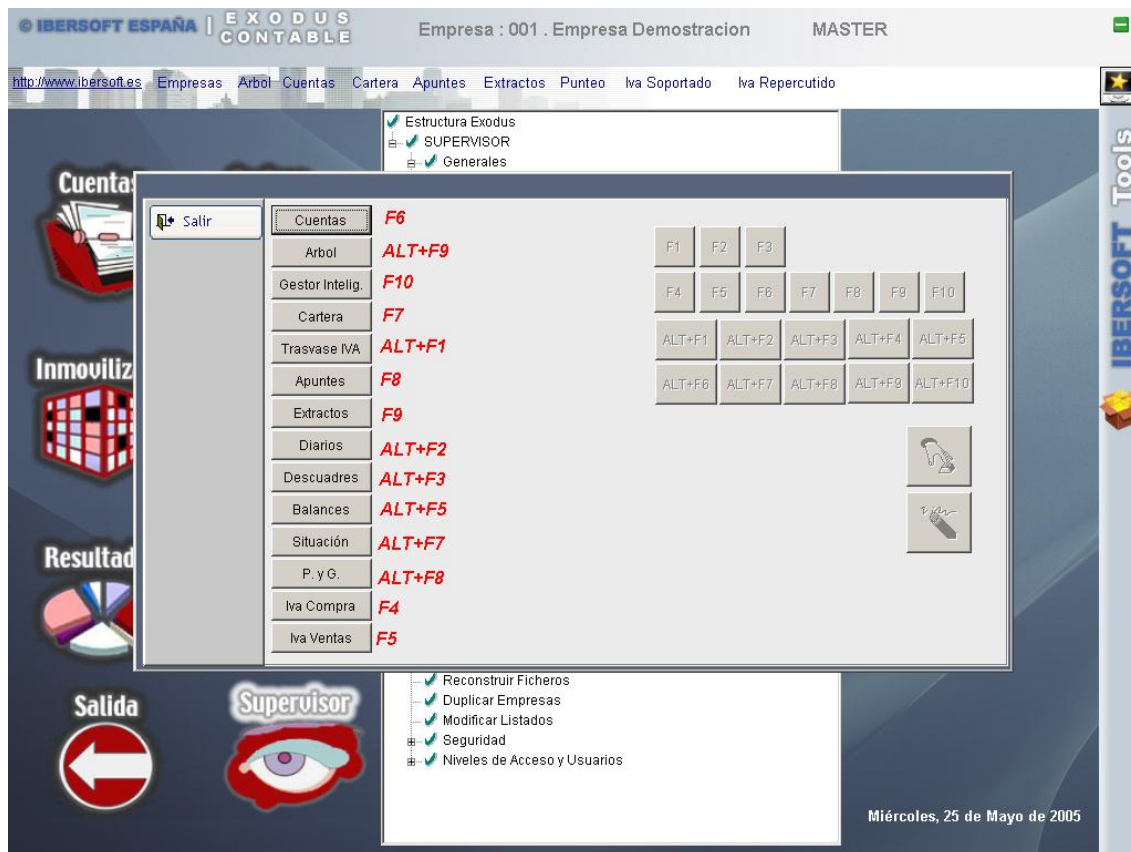 © IBERSOFT ESPAÑA | EXODUS CONTABLE
Empresa : 001 . Empresa Demostracion MASTER
http://www.ibersoft.es Empresas Arbol Cuentas Cartera Apuntes Extractos Punteo Iva Soportado Iva Repercutido
Estructura Exodus
SUPERVISOR
Generales
Cuentas
Salir
Cuentas F6
Arbol ALT+F9
Gestor Intelig. F10
Cartera F7
Trasvase IVA ALT+F1
Apuntes F8
Extractos F9
Diarios ALT+F2
Descuadres ALT+F3
Balances ALT+F5
Situación ALT+F7
P. y G. ALT+F8
Iva Compra F4
Iva Ventas F5
F1 F2 F3
F4 F5 F6 F7 F8 F9 F10
ALT+F1 ALT+F2 ALT+F3 ALT+F4 ALT+F5
ALT+F6 ALT+F7 ALT+F8 ALT+F9 ALT+F10
Inmoviliz
Resultad
Salida
Supervisor
Reconstruir Ficheros
Duplicar Empresas
Modificar Listados
Seguridad
Niveles de Acceso y Usuarios
Miércoles, 25 de Mayo de 2005
IBERSOFT Tools